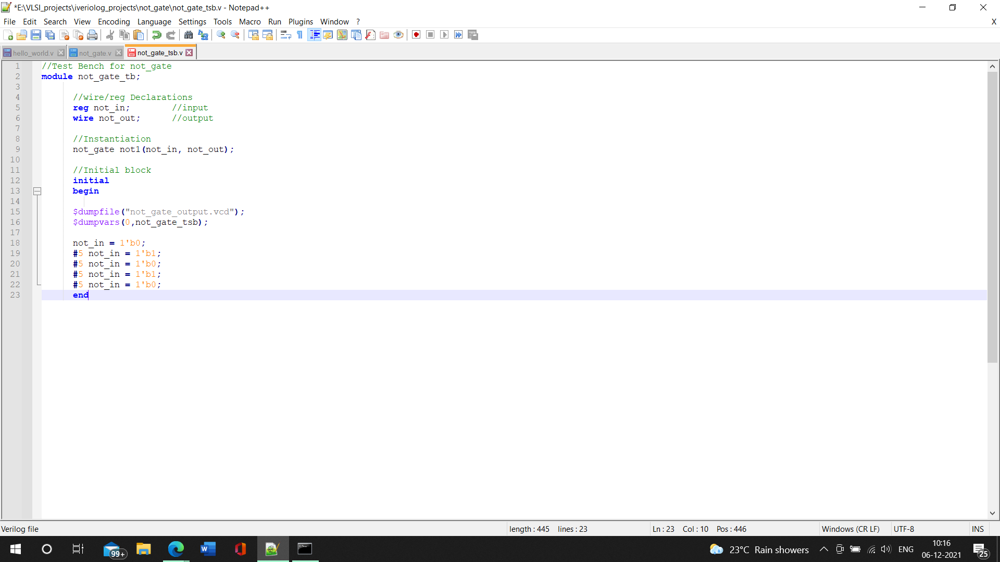 *E:\VLSI_projects\iveriolog_projects\not_gate\not_gate_tsb.v - Notepad++
File Edit Search View Encoding Language Settings Tools Macro Run Plugins Window ? X
hello_world.v not_gate.v not_gate_tsb.v
1 //Test Bench for not_gate
2 module not_gate_tb;
3
4 //wire/reg Declarations
5 reg not_in; //input
6 wire not_out; //output
7
8 //Instantiation
9 not_gate not1(not_in, not_out);
10
11 //Initial block
12 initial
13 begin
14
15 $dumpfile("not_gate_output.vcd");
16 $dumpvars(0,not_gate_tsb);
17
18 not_in = 1'b0;
19 #5 not_in = 1'b1;
20 #5 not_in = 1'b0;
21 #5 not_in = 1'b1;
22 #5 not_in = 1'b0;
23 end
Verilog file length : 445 lines : 23 Ln : 23 Col : 10 Pos : 446 Windows (CR LF) UTF-8 INS
99+ 23°C Rain showers ENG 10:16
06-12-2021 25